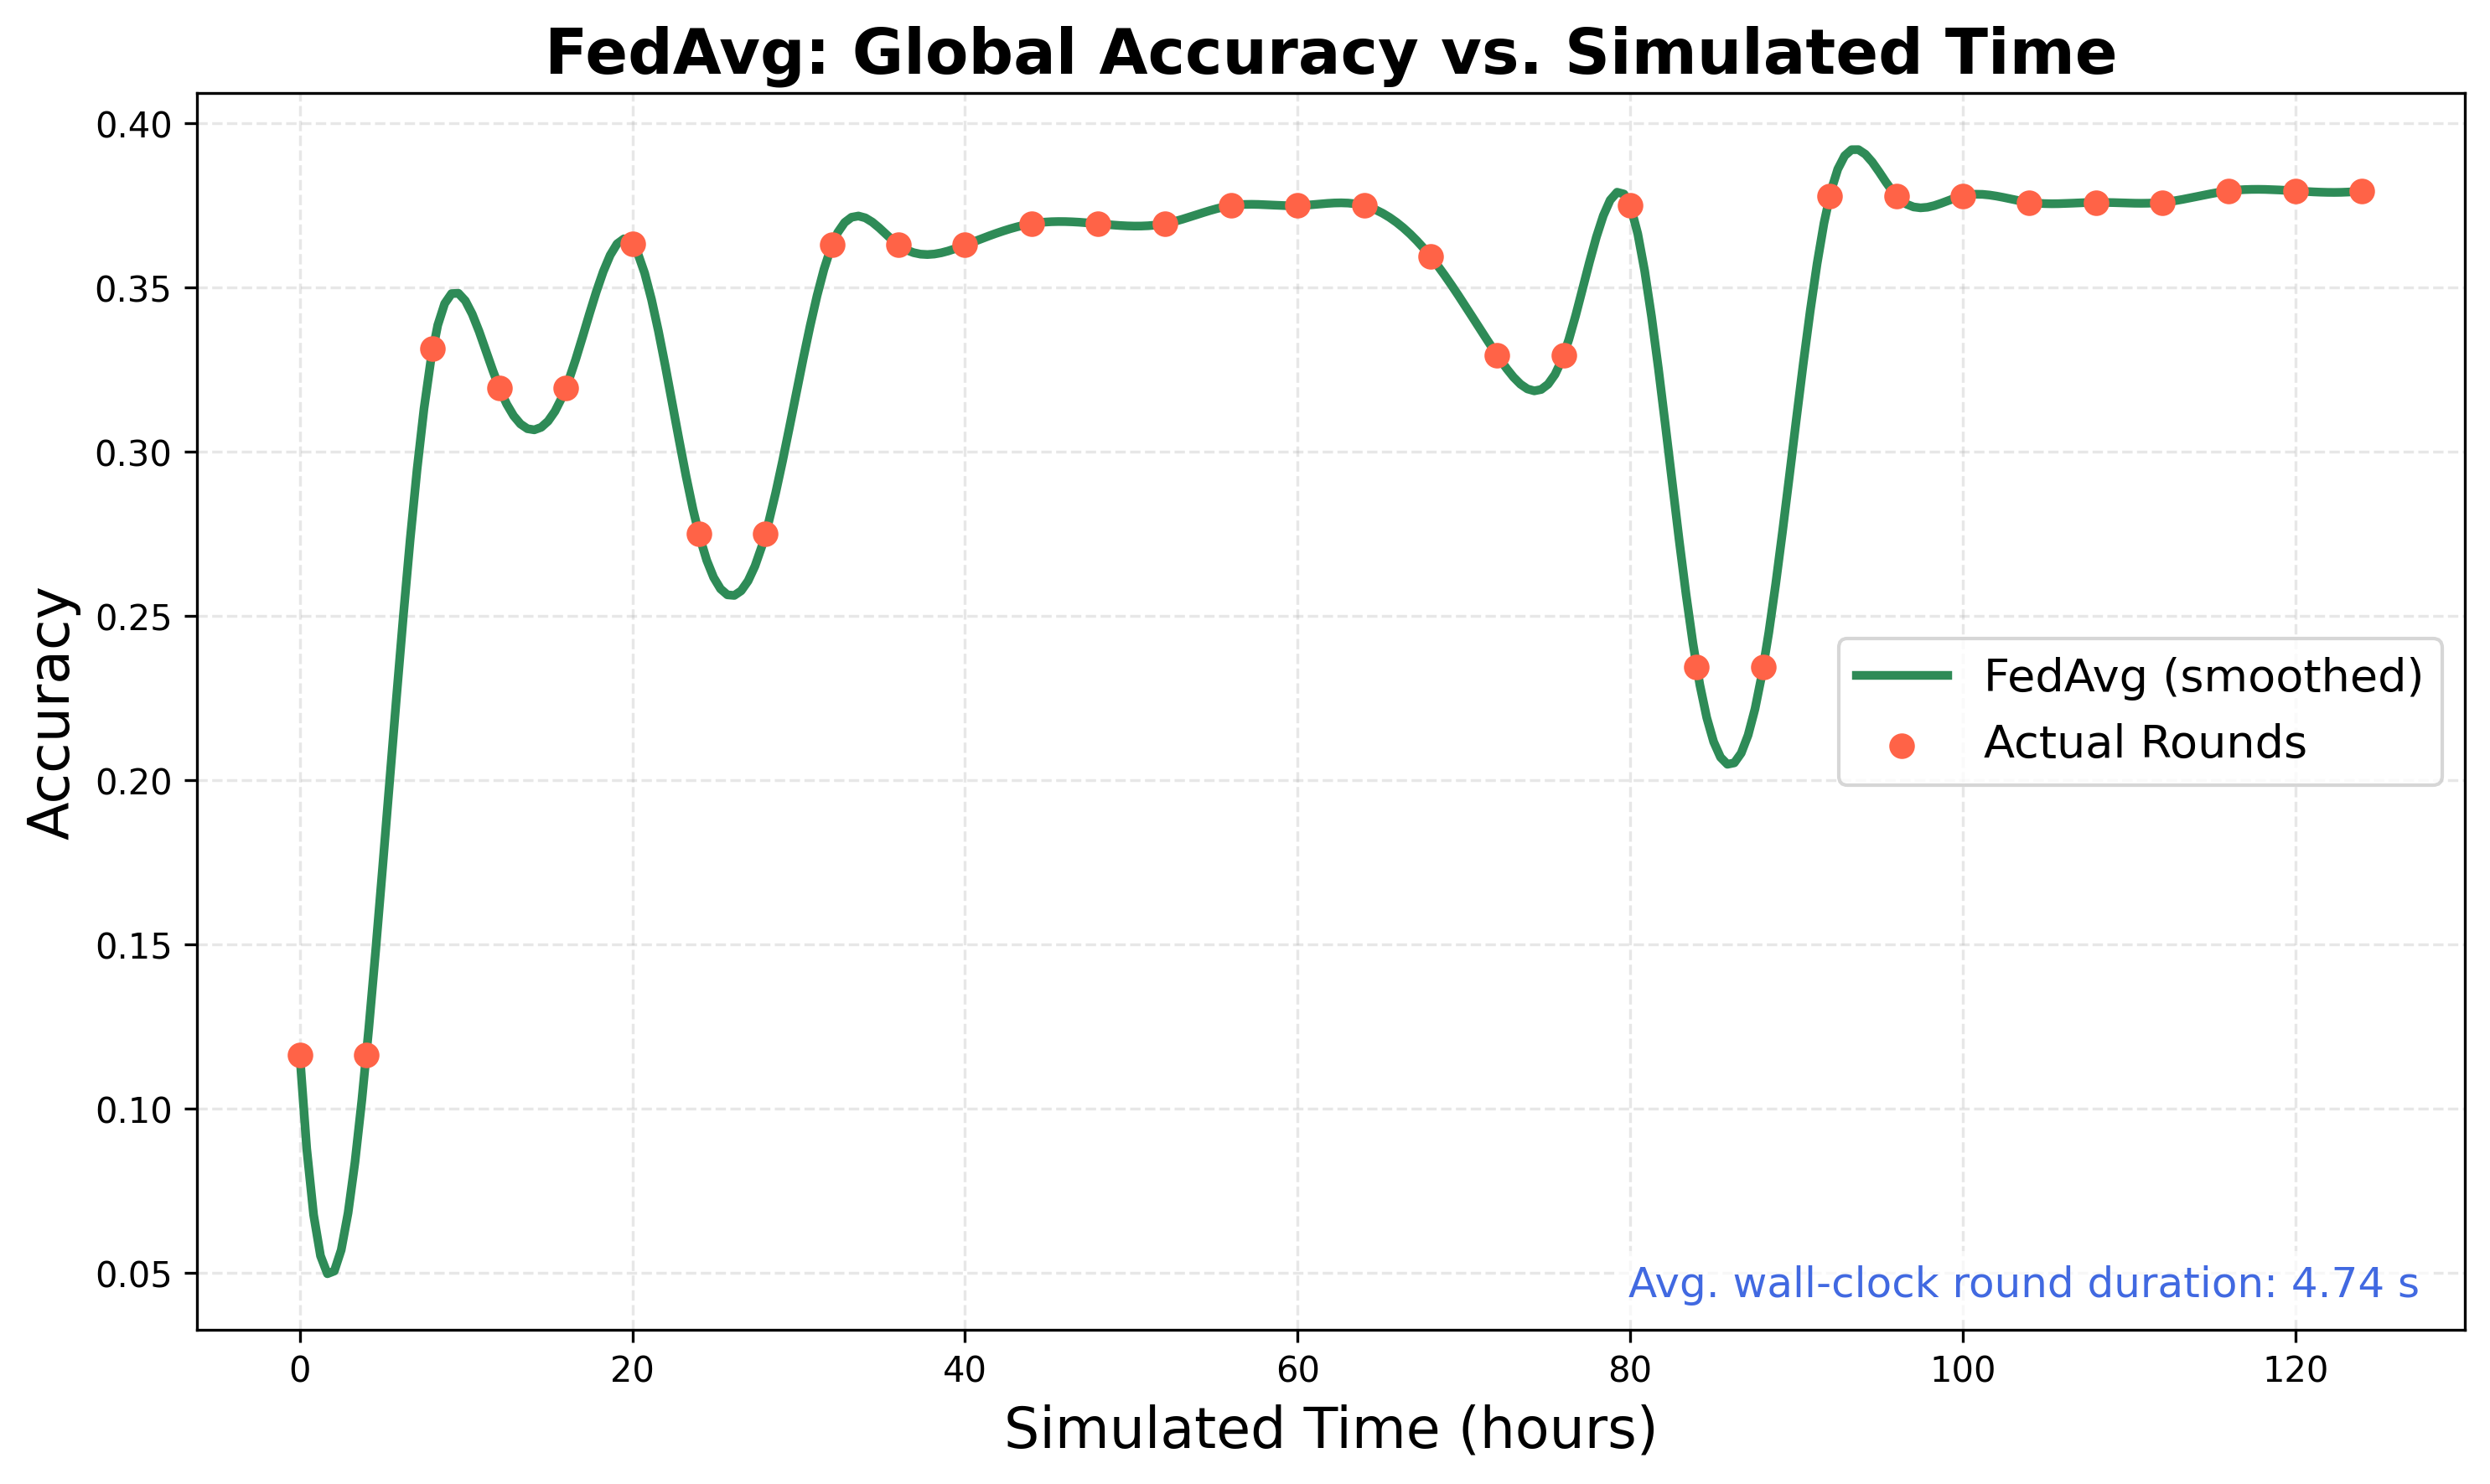 FedAvg: Global Accuracy vs. Simulated Time
Accuracy
0.40
0.35
0.30
0.25
0.20
0.15
0.10
0.05
FedAvg (smoothed)
Actual Rounds
Avg. wall-clock round duration: 4.74 s
0 20 40 60 80 100 120
Simulated Time (hours)